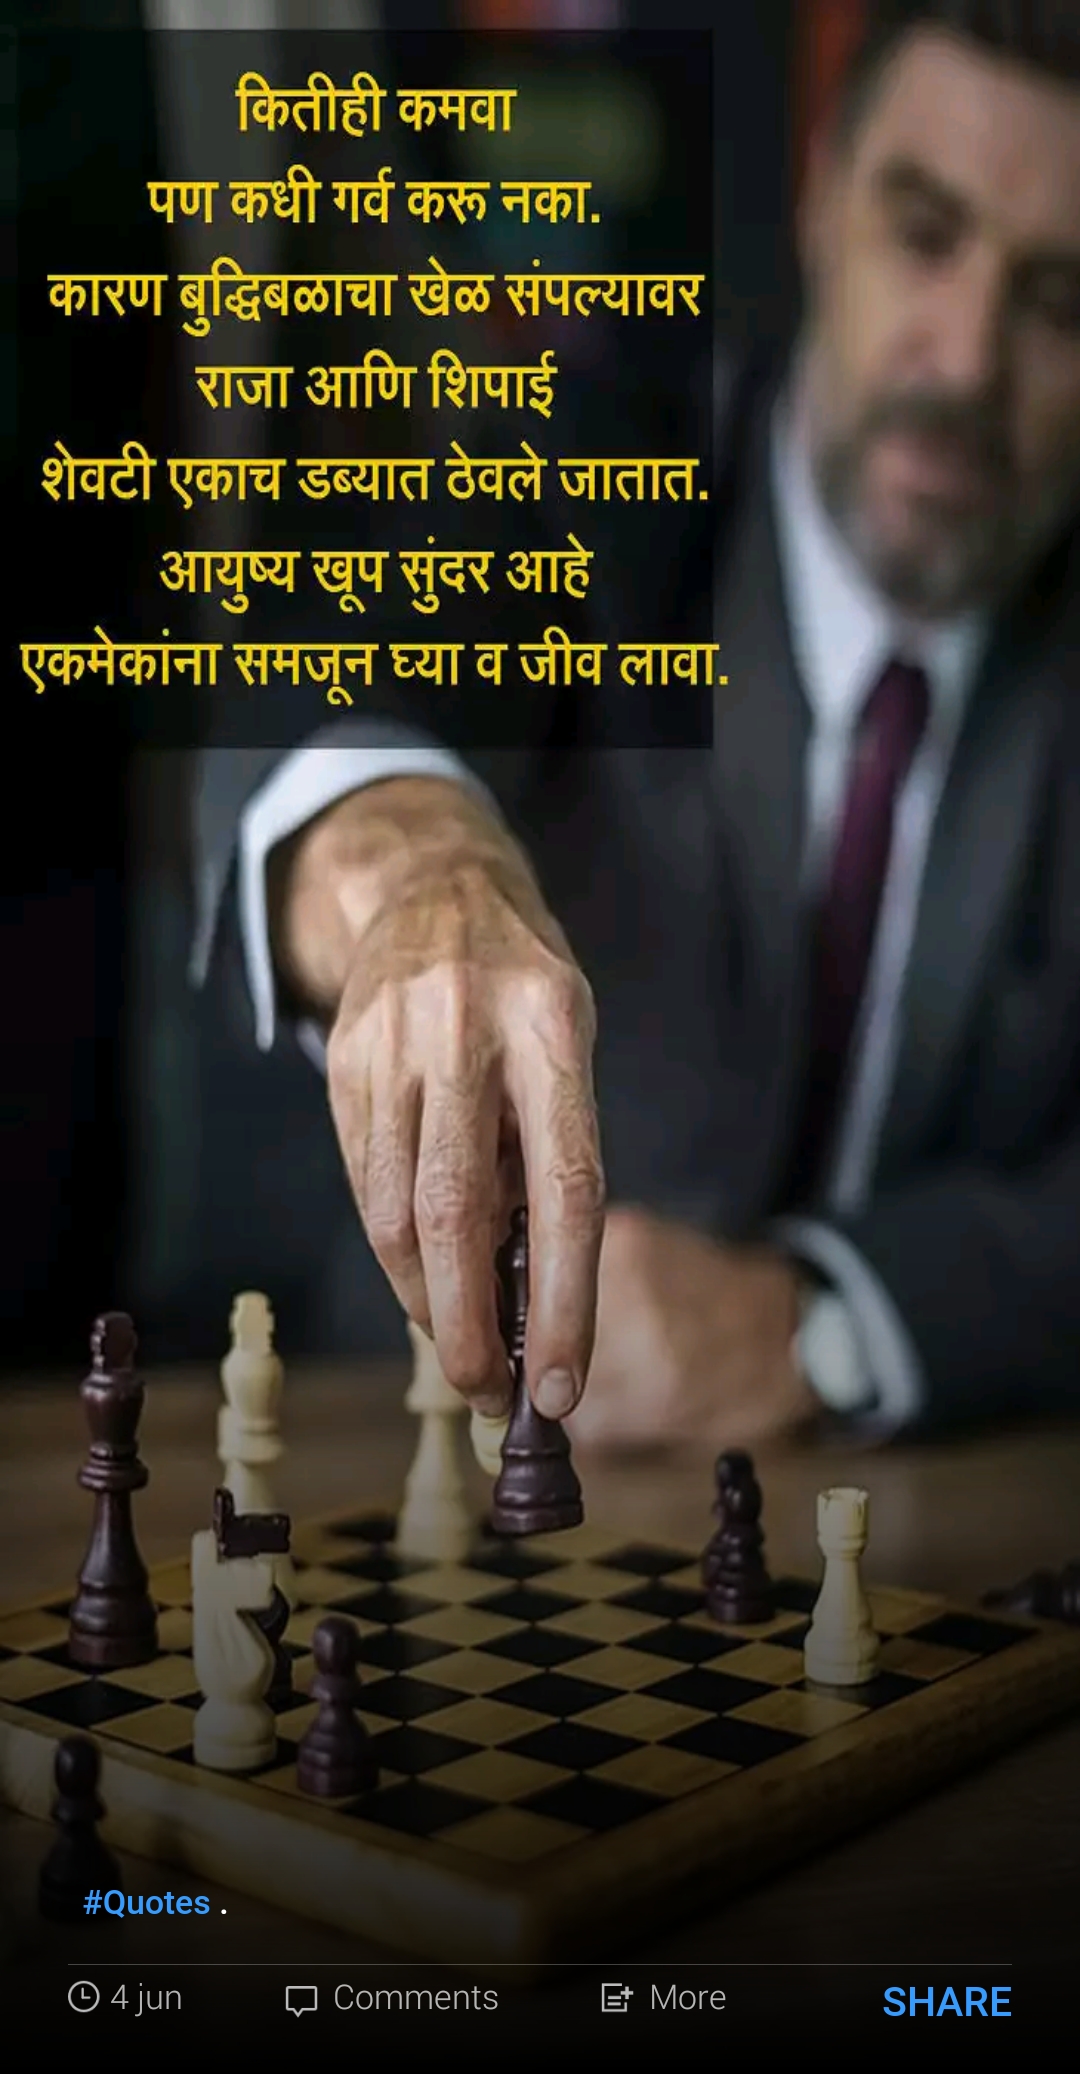 कितीही कमवा
पण कधी गर्व करू नका.
कारण बुद्धिबळाचा खेळ संपल्यावर
राजा आणि शिपाई
शेवटी एकाच डब्यात ठेवले जातात.
आयुष्य खूप सुंदर आहे
एकमेकांना समजून घ्या व जीव लावा.
#Quotes .
4 jun Comments More SHARE